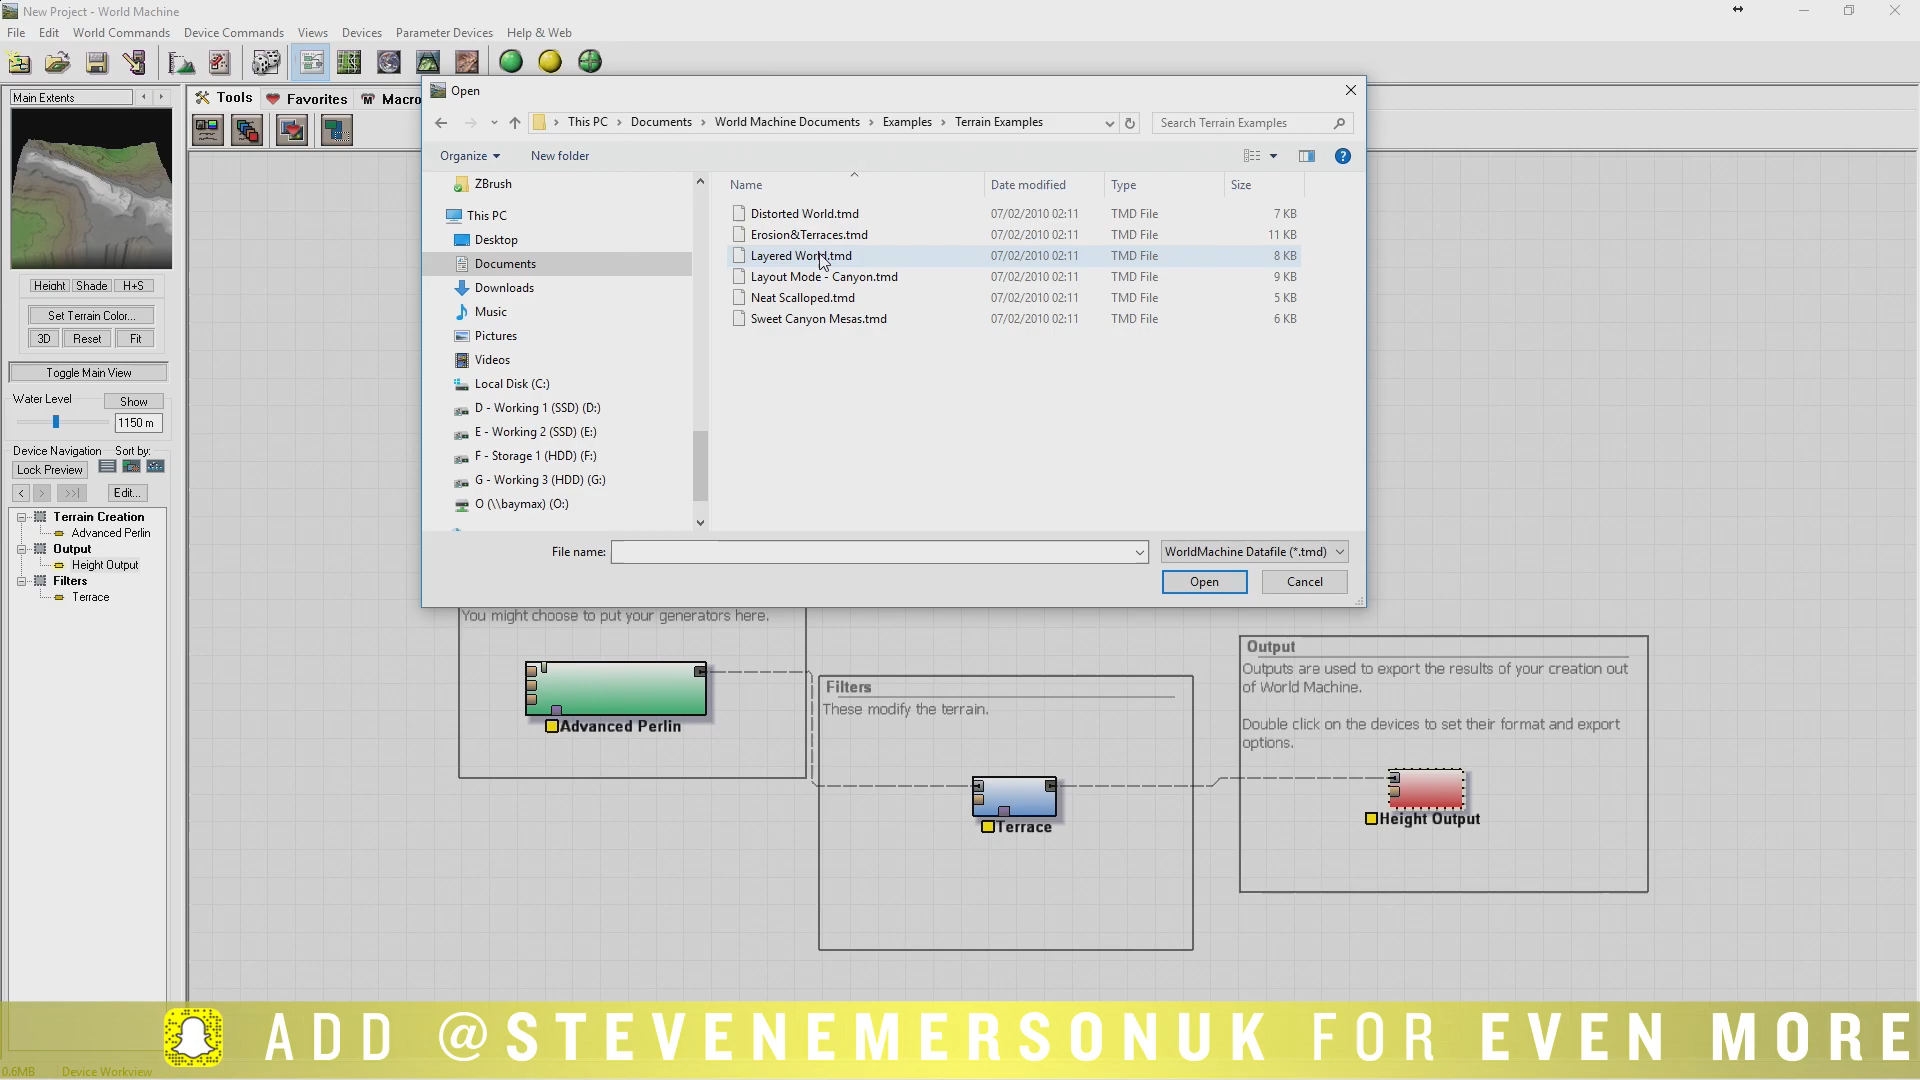 New Project - World Machine
File Edit World Commands Device Commands Views Devices Parameter Devices Help & Web
Main Extents
Tools Favorites Macro
Height Shade H+S
Set Terrain Color...
3D Reset Fit
Toggle Main View
Water Level Show
1150 m
Device Navigation Sort by:
Lock Preview
< > >>| Edit...
Terrain Creation
Advanced Perlin
Output
Height Output
Filters
Terrace
Open
This PC > Documents > World Machine Documents > Examples > Terrain Examples
Search Terrain Examples
Organize New folder
ZBrush
This PC
Desktop
Documents
Downloads
Music
Pictures
Videos
Local Disk (C:)
D - Working 1 (SSD) (D:)
E - Working 2 (SSD) (E:)
F - Storage 1 (HDD) (F:)
G - Working 3 (HDD) (G:)
O (\\baymax) (O:)
Name Date modified Type Size
Distorted World.tmd 07/02/2010 02:11 TMD File 7 KB
Erosion&Terraces.tmd 07/02/2010 02:11 TMD File 11 KB
Layered World.tmd 07/02/2010 02:11 TMD File 8 KB
Layout Mode - Canyon.tmd 07/02/2010 02:11 TMD File 9 KB
Neat Scalloped.tmd 07/02/2010 02:11 TMD File 5 KB
Sweet Canyon Mesas.tmd 07/02/2010 02:11 TMD File 6 KB
File name: WorldMachine Datafile (*.tmd)
Open Cancel
You might choose to put your generators here.
Advanced Perlin
Filters
These modify the terrain.
Terrace
Output
Outputs are used to export the results of your creation out
of World Machine.
Double click on the devices to set their format and export
options.
Height Output
ADD @STEVENEMERSONUK FOR EVEN MORE
0.6MB Device Workview